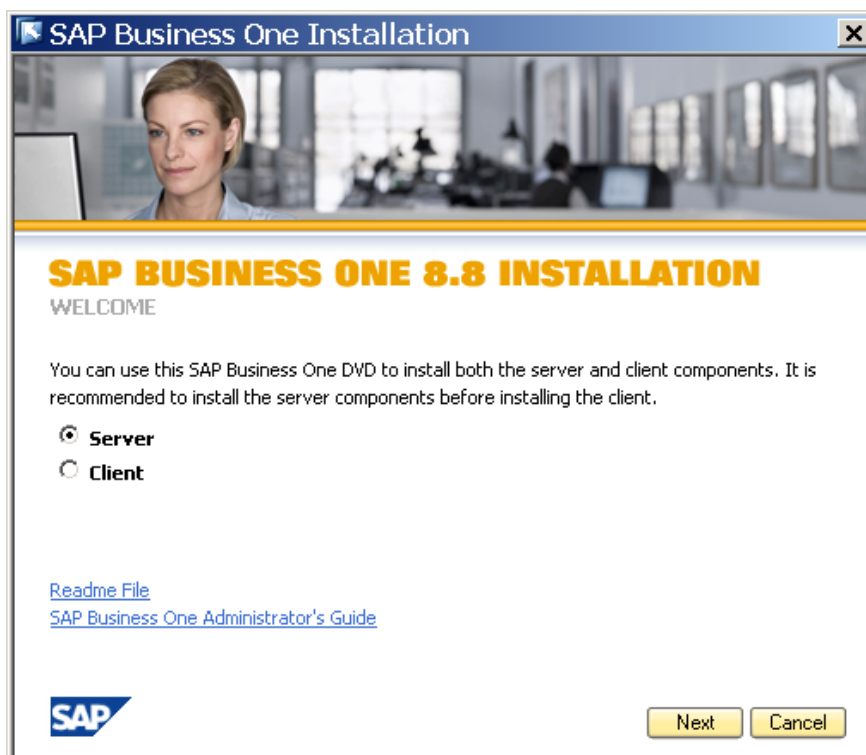 SAP Business One Installation
SAP BUSINESS ONE 8.8 INSTALLATION
WELCOME
You can use this SAP Business One DVD to install both the server and client components. It is
recommended to install the server components before installing the client.
Server
Client
Readme File
SAP Business One Administrator's Guide
SAP
Next
Cancel